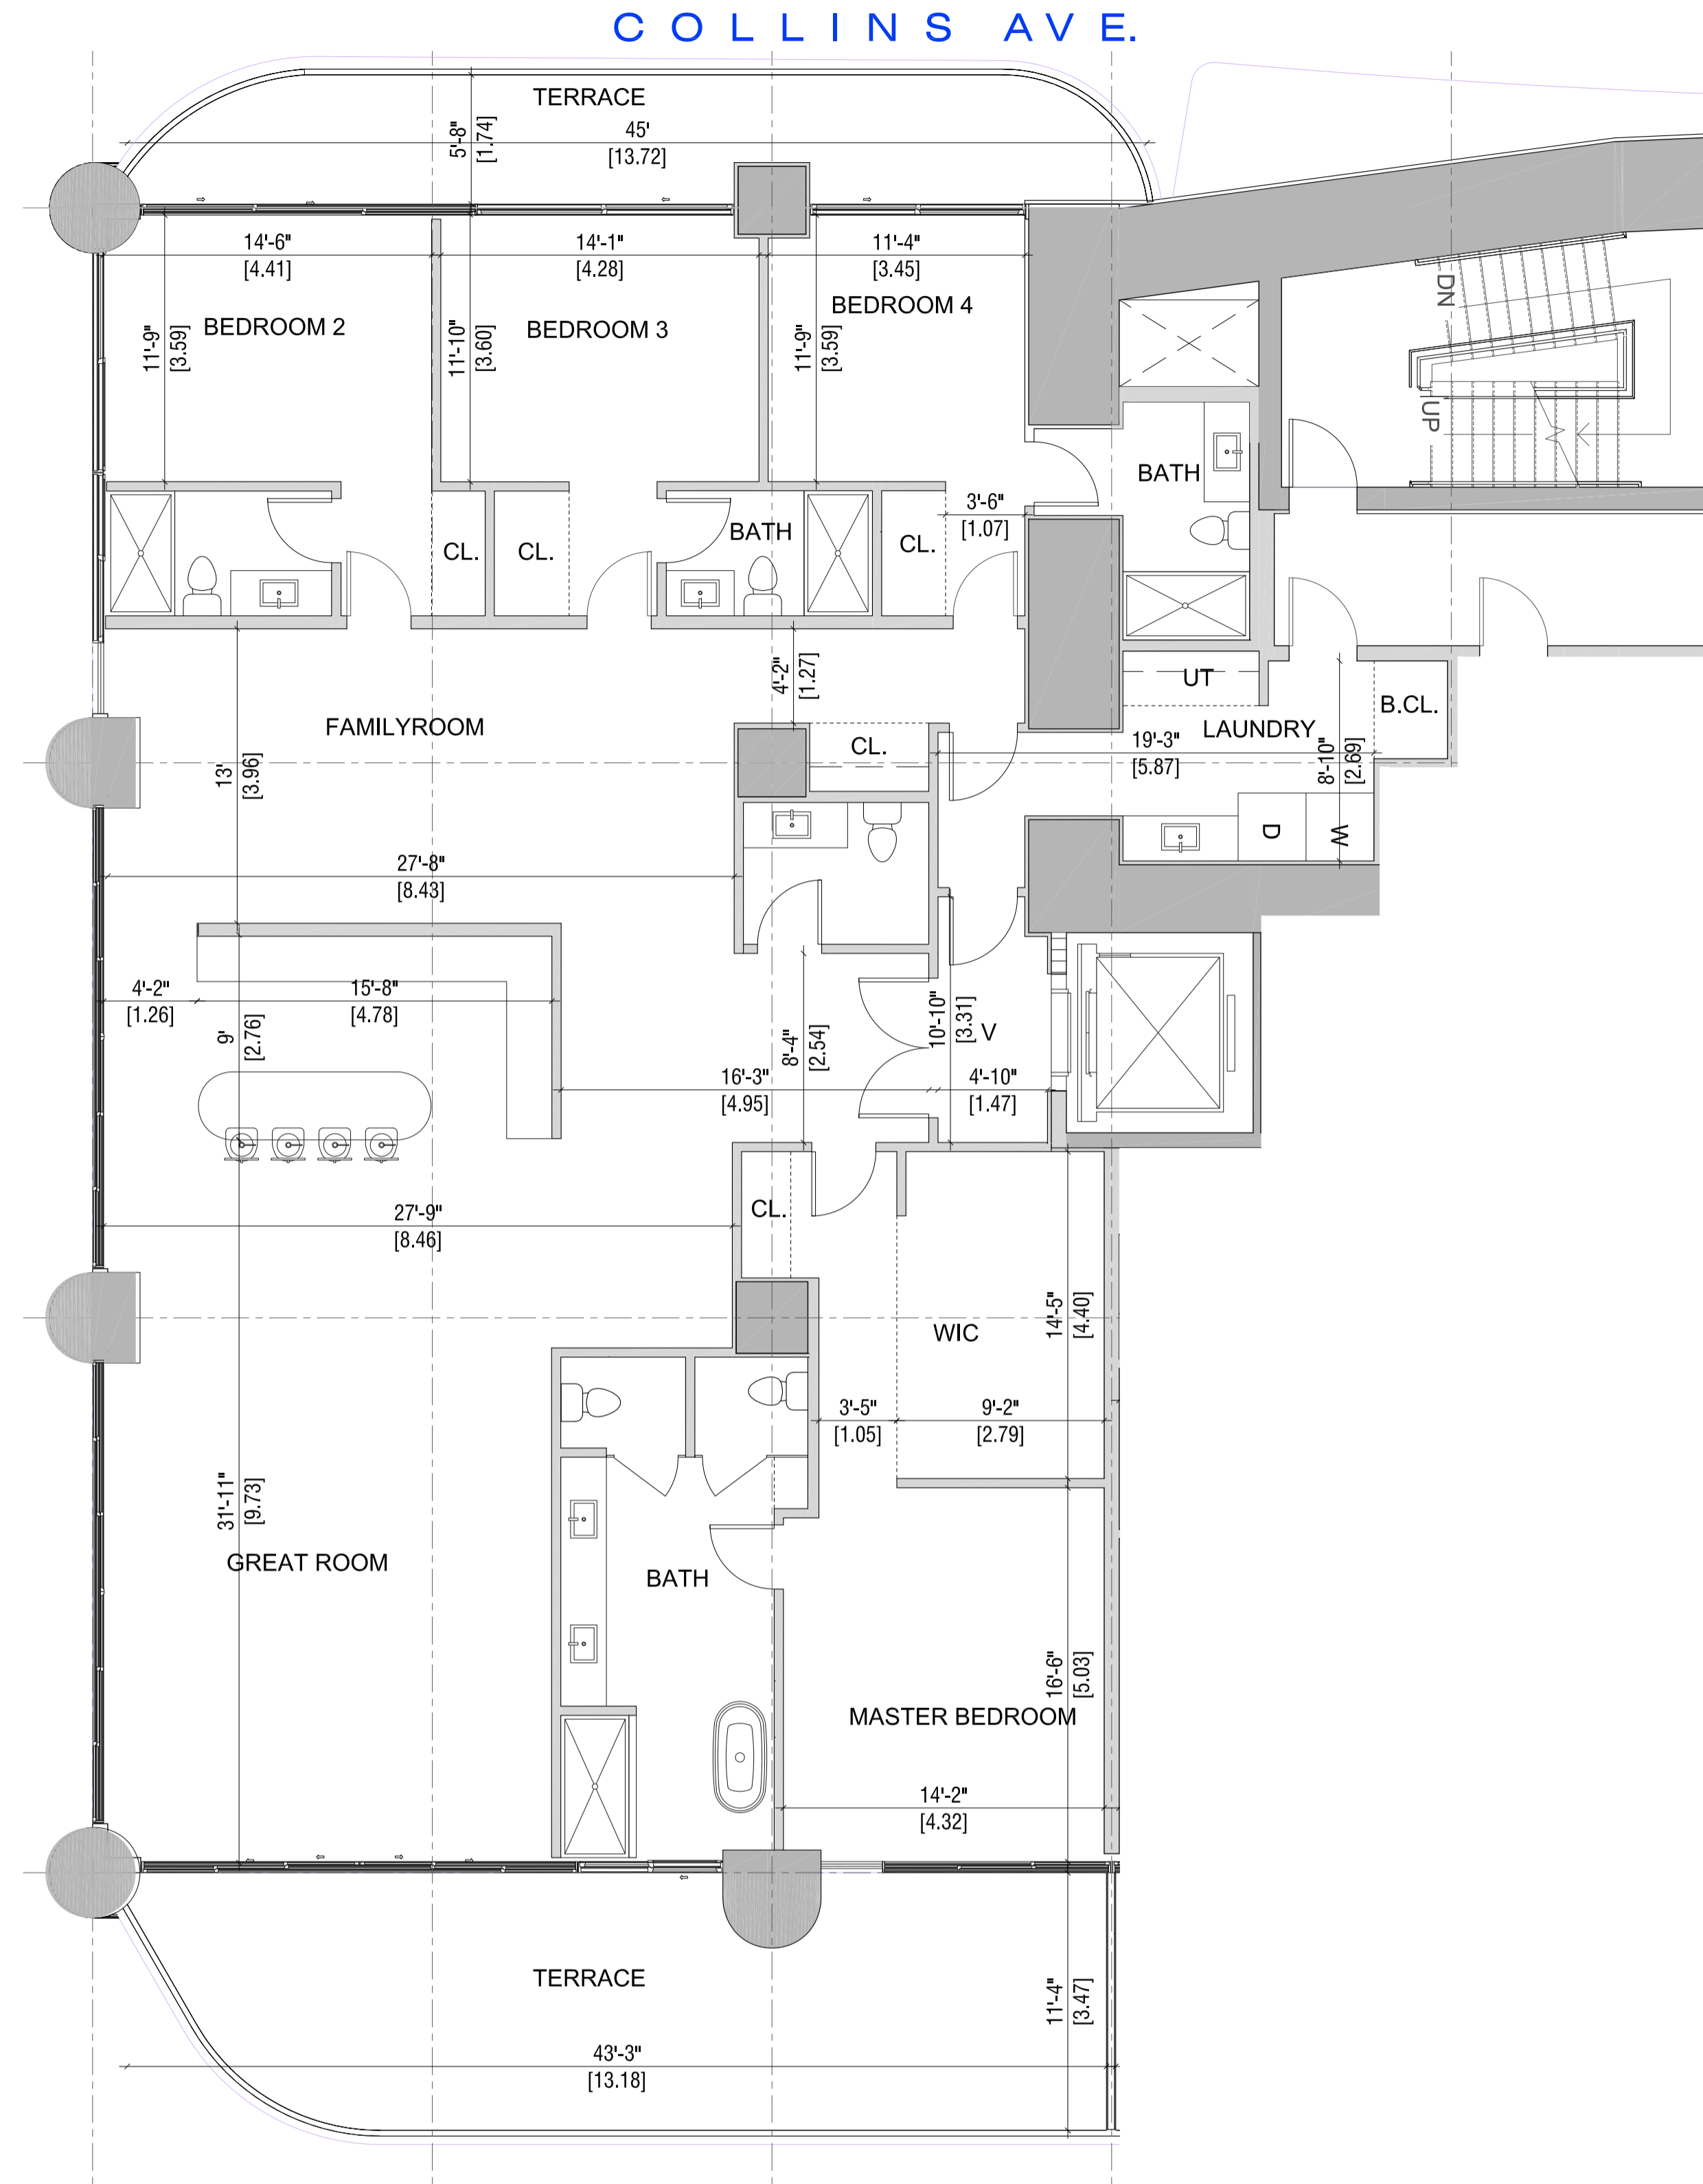 COLLINS AVE.
TERRACE
5'-8"
[1.74]
45'
[13.72]
14'-6"
[4.41]
14'-1"
[4.28]
11'-4"
[3.45]
BEDROOM 2
BEDROOM 3
BEDROOM 4
11'-9"
[3.59]
11'-10"
[3.60]
11'-9"
[3.59]
DN
UP
BATH
3'-6"
[1.07]
CL.
CL.
BATH
CL.
4'-2"
[1.27]
UT
B.CL.
FAMILYROOM
CL.
LAUNDRY
19'-3"
[5.87]
8'-10"
[2.69]
13'
[3.96]
D
W
27'-8"
[8.43]
4'-2"
[1.26]
15'-8"
[4.78]
9'
[2.76]
8'-4"
[2.54]
10'-10"
[3.31]
V
16'-3"
[4.95]
4'-10"
[1.47]
27'-9"
[8.46]
CL.
14'-5"
[4.40]
WIC
3'-5"
[1.05]
9'-2"
[2.79]
31'-11"
[9.73]
GREAT ROOM
BATH
16'-6"
[5.03]
MASTER BEDROOM
14'-2"
[4.32]
TERRACE
11'-4"
[3.47]
43'-3"
[13.18]